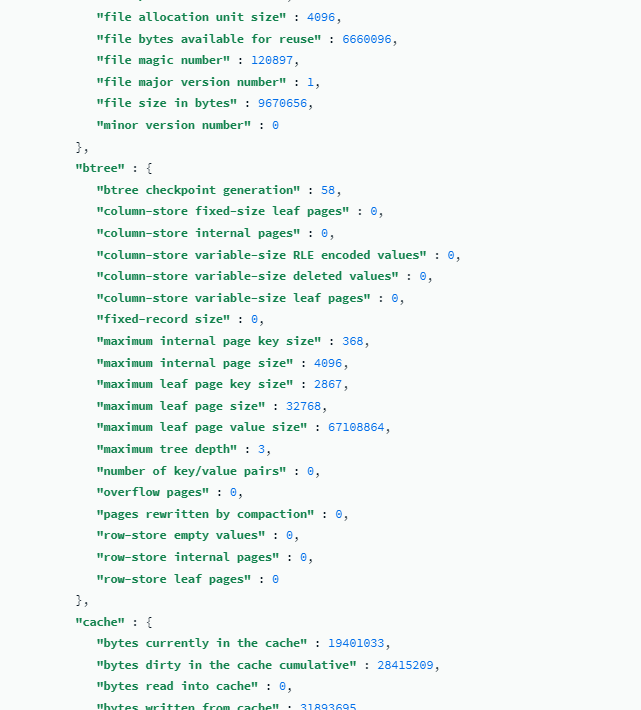 "file allocation unit size" : 4096,
"file bytes available for reuse" : 6660096,
"file magic number" : 120897,
"file major version number" : 1,
"file size in bytes" : 9670656,
"minor version number" : 0
},
"btree" : {
"btree checkpoint generation" : 58,
"column-store fixed-size leaf pages" : 0,
"column-store internal pages" : 0,
"column-store variable-size RLE encoded values" : 0,
"column-store variable-size deleted values" : 0,
"column-store variable-size leaf pages" : 0,
"fixed-record size" : 0,
"maximum internal page key size" : 368,
"maximum internal page size" : 4096,
"maximum leaf page key size" : 2867,
"maximum leaf page size" : 32768,
"maximum leaf page value size" : 67108864,
"maximum tree depth" : 3,
"number of key/value pairs" : 0,
"overflow pages" : 0,
"pages rewritten by compaction" : 0,
"row-store empty values" : 0,
"row-store internal pages" : 0,
"row-store leaf pages" : 0
},
"cache" : {
"bytes currently in the cache" : 19401033,
"bytes dirty in the cache cumulative" : 28415209,
"bytes read into cache" : 0,
"bytes written from cache" : 31893695